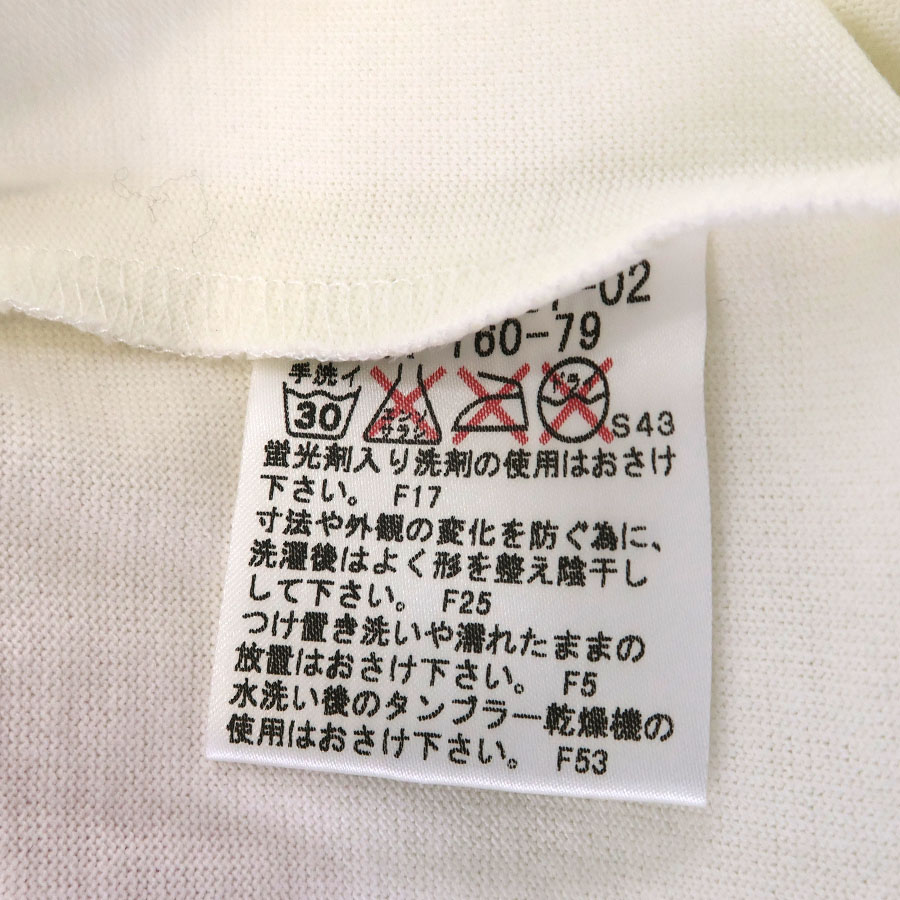 -02
160-79
手洗イ
30
エンソ
サラシ
S43
蛍光剤入り洗剤の使用はおさけ
下さい。 F17
寸法や外観の変化を防ぐ為に、
洗濯後はよく形を整え陰干し
して下さい。 F25
つけ置き洗いや濡れたままの
放置はおさけ下さい。 F5
水洗い後のタンブラー乾燥機の
使用はおさけ下さい。 F53